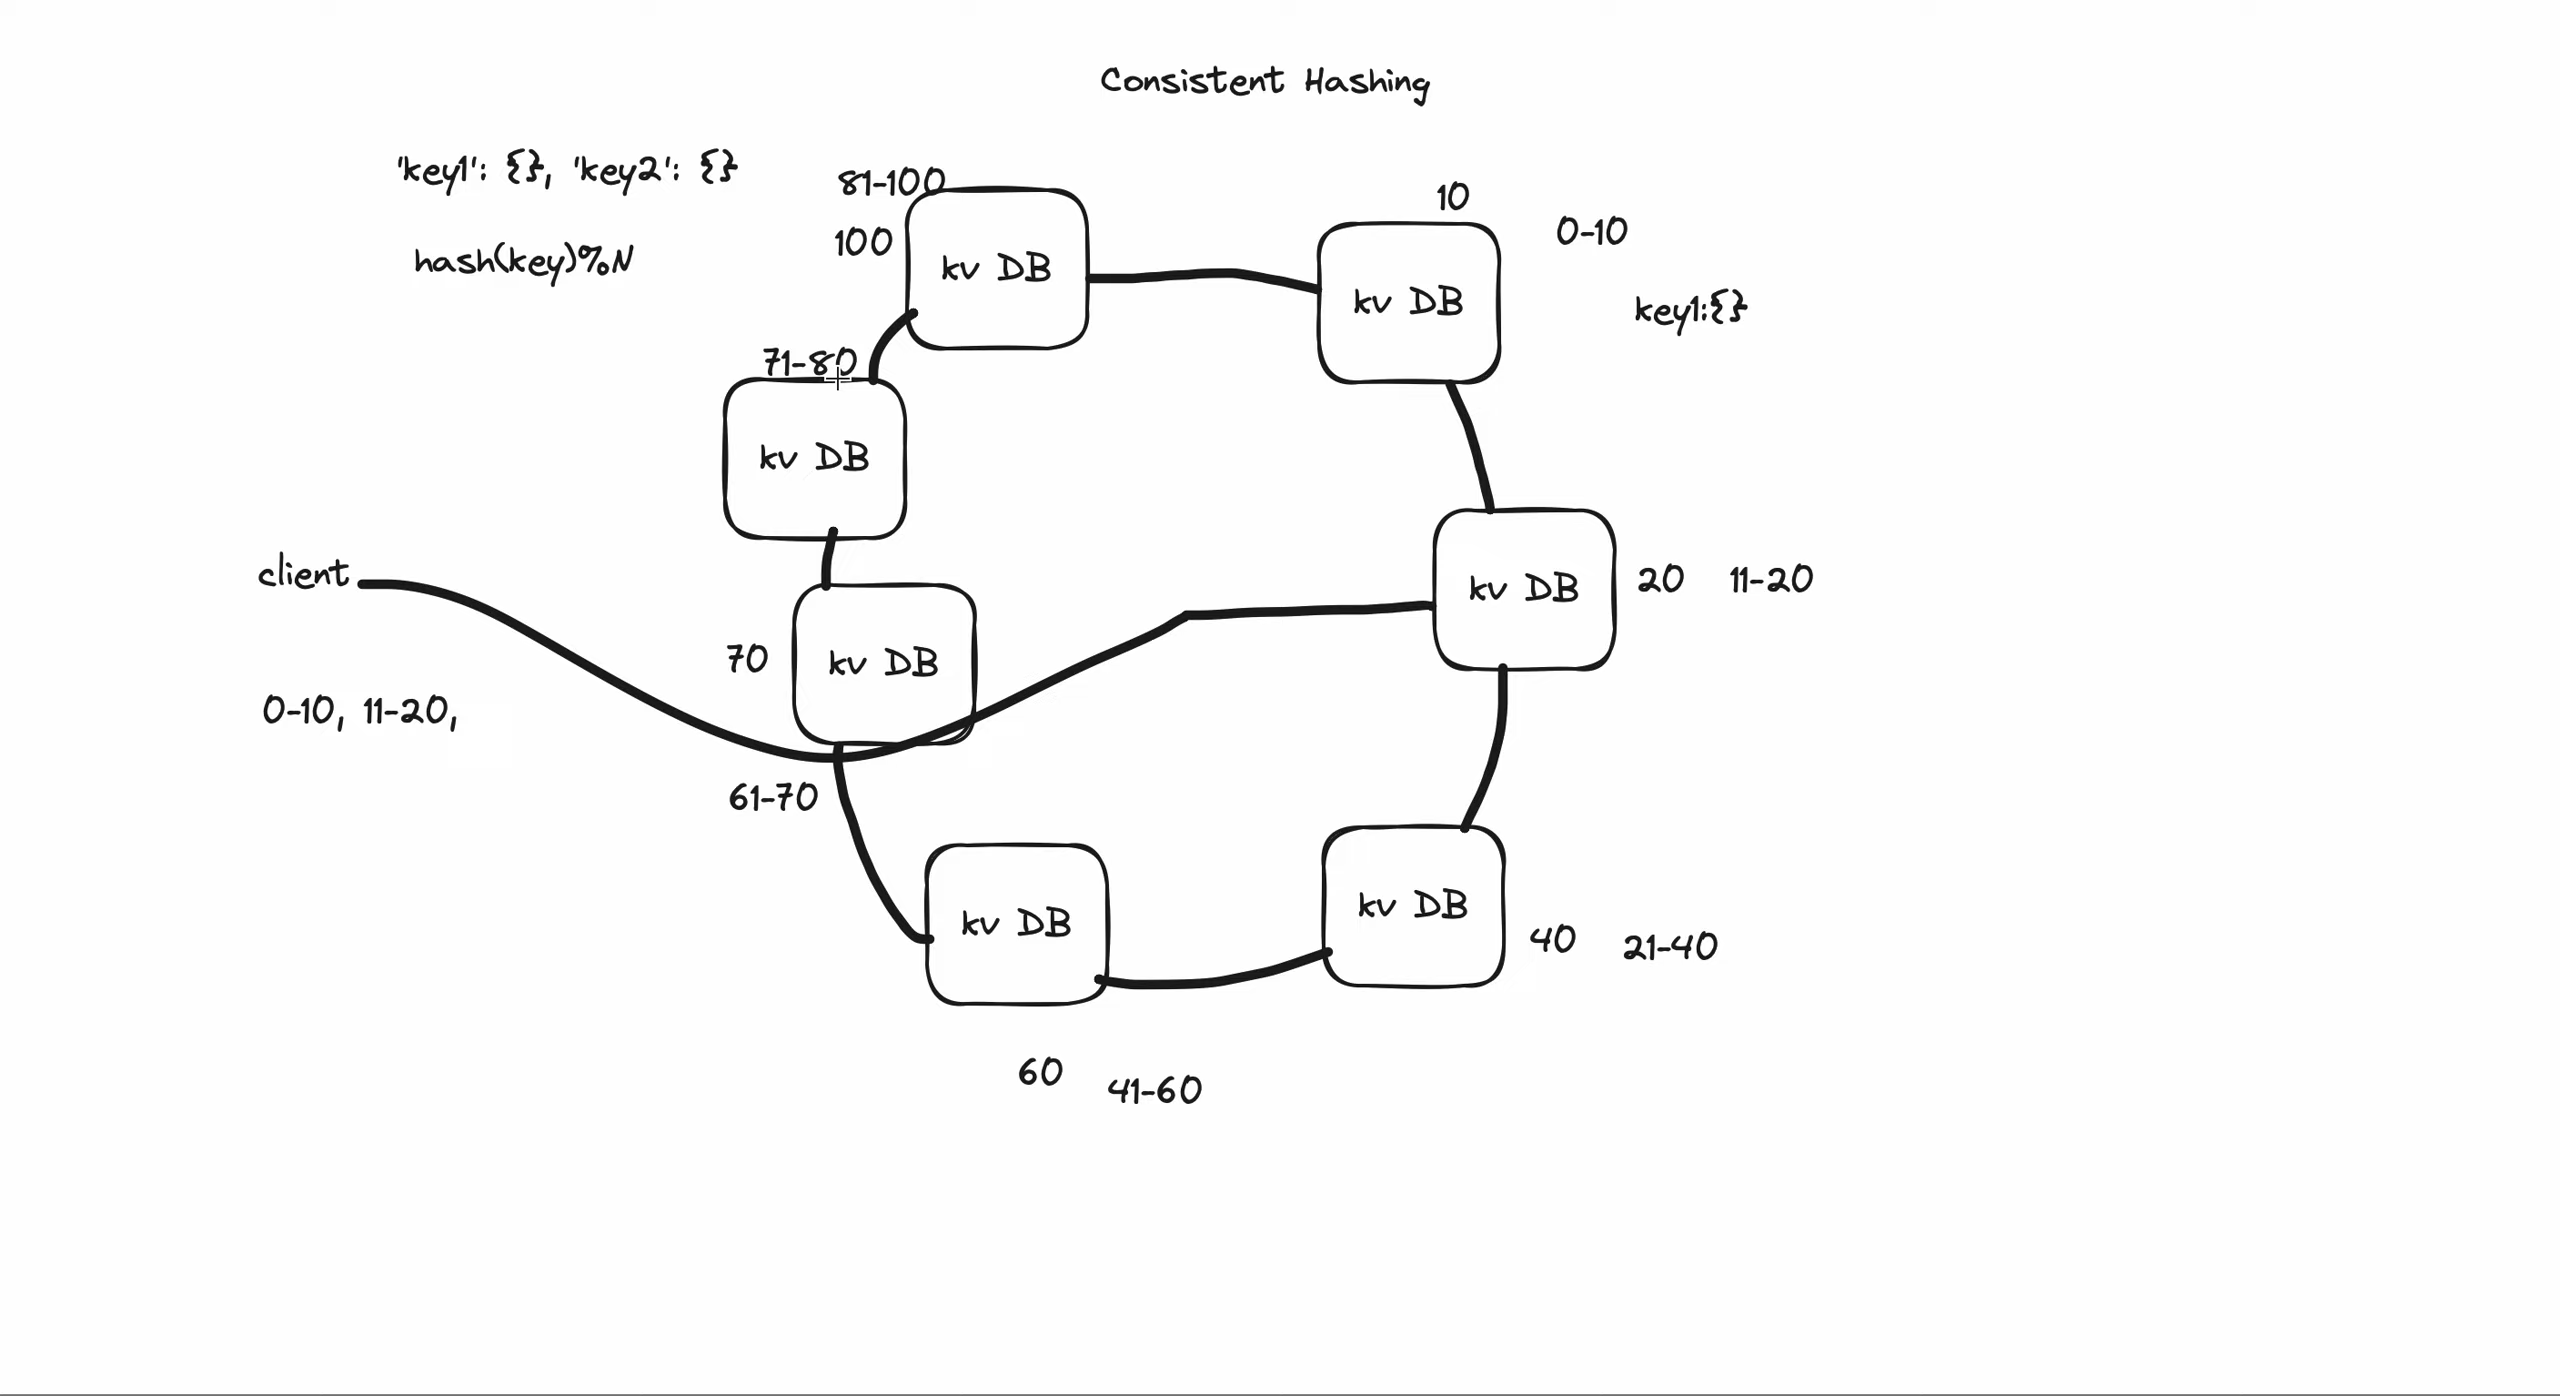 Consistent Hashing
'key1': {}, 'key2': {}
hash(key)%N
81-100
100
kv DB
10
0-10
kv DB
key1:{}
71-80
kv DB
client
kv DB
20
11-20
70
kv DB
0-10, 11-20,
61-70
kv DB
40
21-40
kv DB
60
41-60